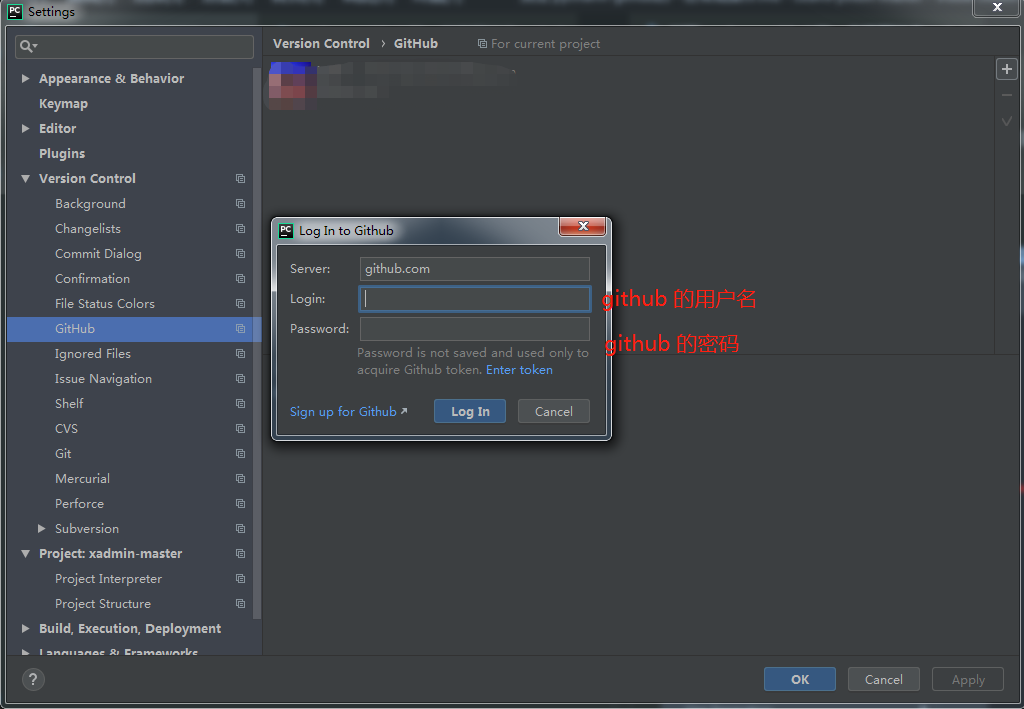 PC Settings
Version Control › GitHub For current project
Appearance & Behavior
Keymap
Editor
Plugins
Version Control
Background
Changelists
Commit Dialog
Confirmation
File Status Colors
GitHub
Ignored Files
Issue Navigation
Shelf
CVS
Git
Mercurial
Perforce
Subversion
Project: xadmin-master
Project Interpreter
Project Structure
Build, Execution, Deployment
Languages & Frameworks
PC Log In to Github
Server: github.com
Login: github 的用户名
Password: github 的密码
Password is not saved and used only to
acquire Github token. Enter token
Sign up for Github Log In Cancel
? OK Cancel Apply